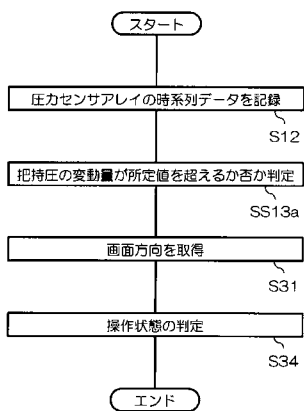 スタート
圧力センサアレイの時系列データを記録
S12
把持圧の変動量が所定値を超えるか否か判定
SS13a
画面方向を取得
S31
操作状態の判定
S34
エンド